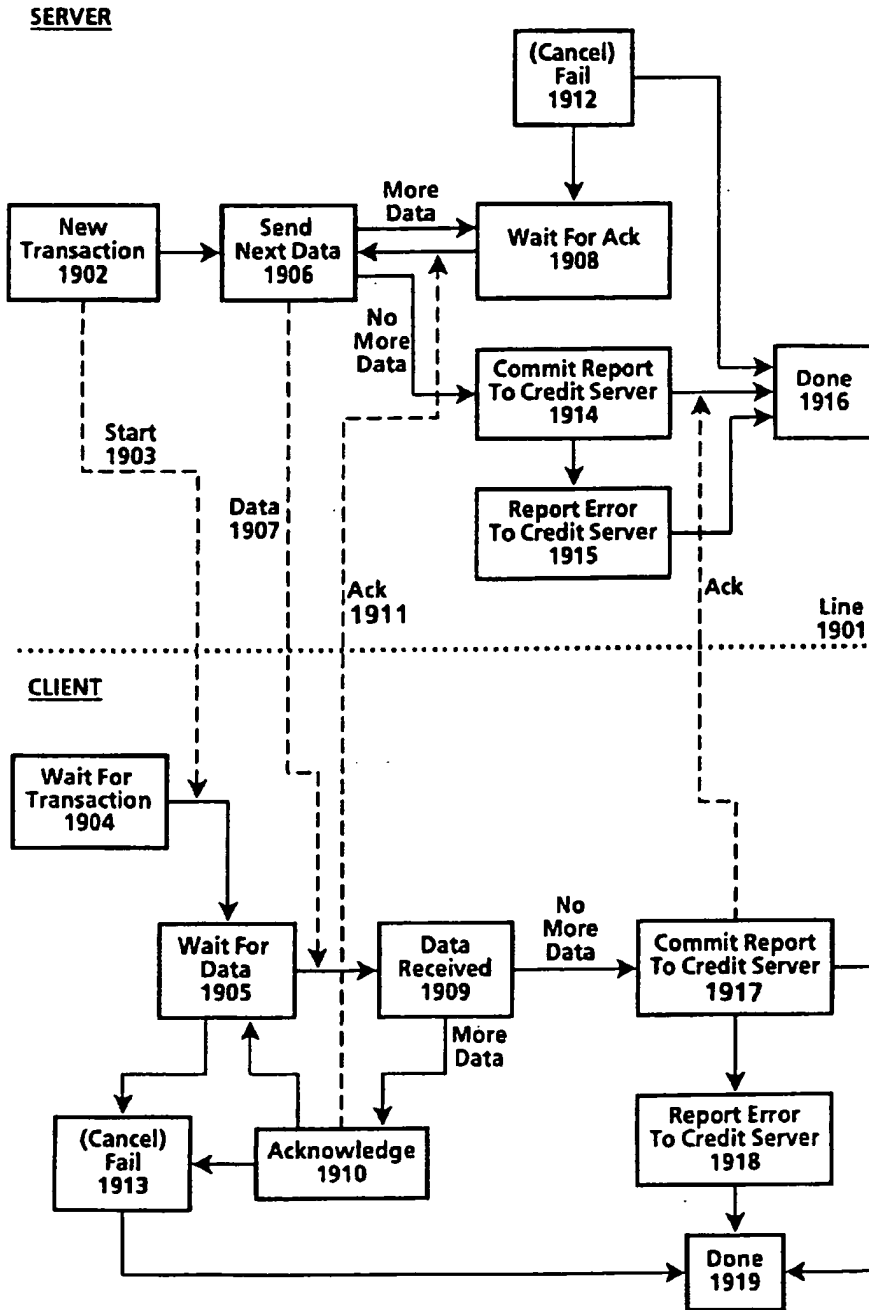 SERVER
(Cancel)
Fail
1912
More
Data
New
Transaction
1902
Send
Next Data
1906
Wait For Ack
1908
No
More
Data
Commit Report
To Credit Server
1914
Done
1916
Start
1903
Data
1907
Report Error
To Credit Server
1915
Ack
1911
Ack
Line
1901
CLIENT
Wait For
Transaction
1904
Wait For
Data
1905
Data
Received
1909
No
More
Data
Commit Report
To Credit Server
1917
More
Data
(Cancel)
Fail
1913
Acknowledge
1910
Report Error
To Credit Server
1918
Done
1919